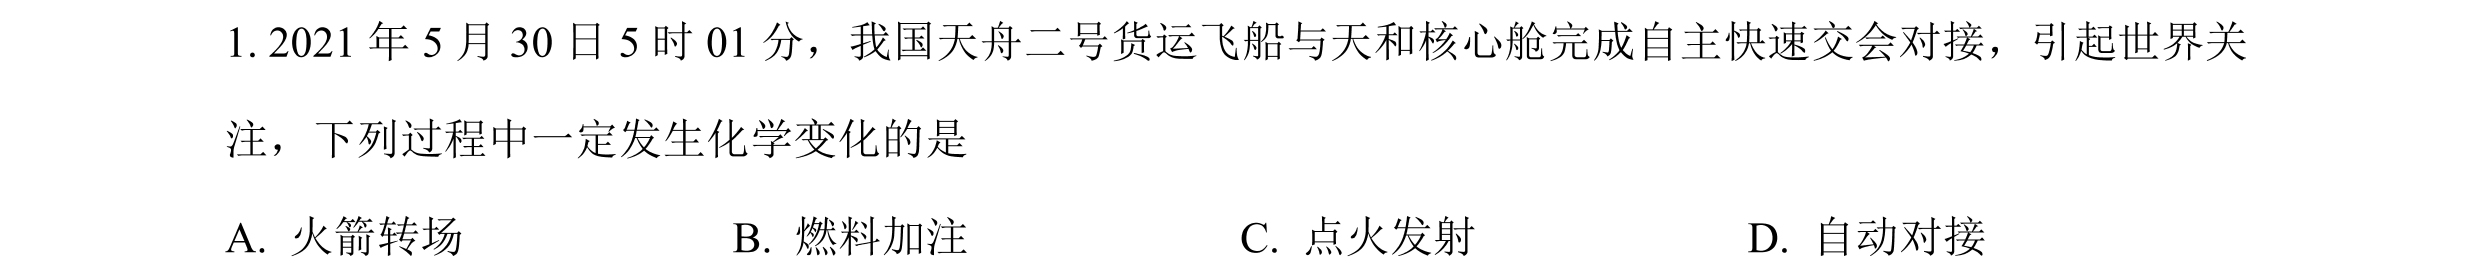 1. 2021 年 5 月 30 日 5 时 01 分，我国天舟二号货运飞船与天和核心舱完成自主快速交会对接，引起世界关
注，下列过程中一定发生化学变化的是
A. 火箭转场 B. 燃料加注 C. 点火发射 D. 自动对接